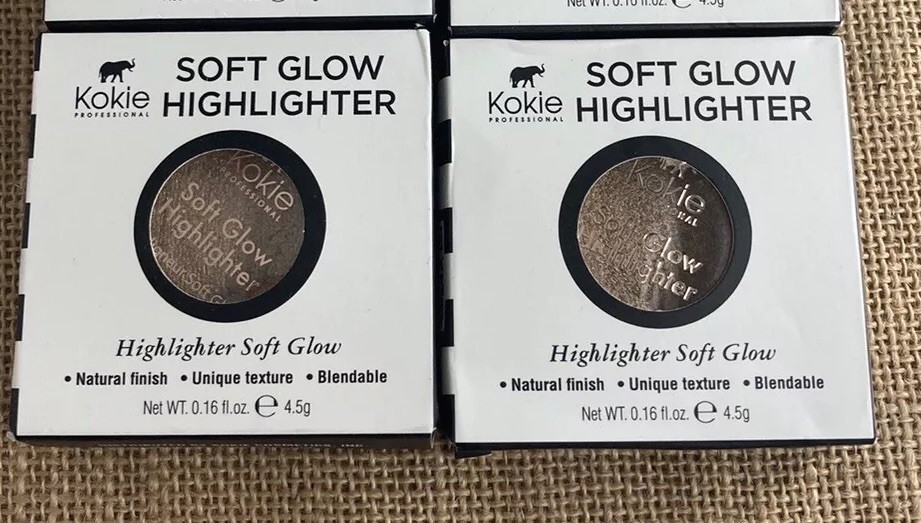 Net WT. 0.16 fl.oz. e 4.5g
Kokie
PROFESSIONAL
SOFT GLOW
HIGHLIGHTER
Kokie
PROFESSIONAL
Soft Glow
Highlighter
Highlighter Soft Glow
• Natural finish • Unique texture • Blendable
Net WT. 0.16 fl.oz. e 4.5g
Kokie
PROFESSIONAL
SOFT GLOW
HIGHLIGHTER
Kokie
Glow
Highlighter Soft Glow
• Natural finish • Unique texture • Blendable
Net WT. 0.16 fl.oz. e 4.5g